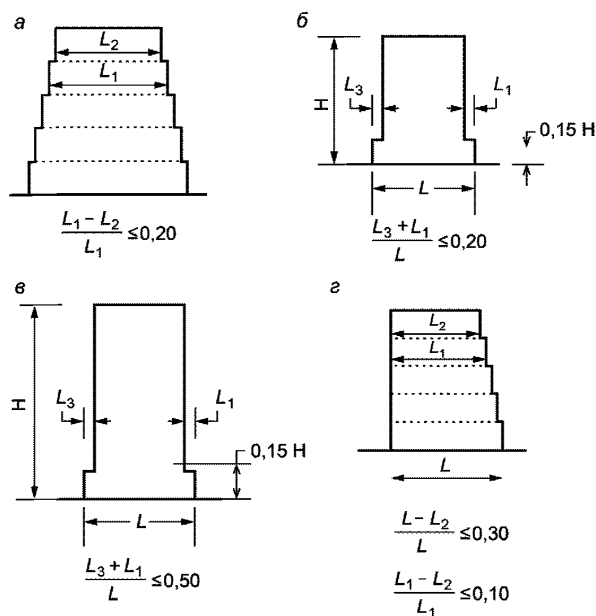 а
L₂
L₁
(L₁ – L₂)/L₁ ≤0,20
б
H
L₃
L₁
0,15 H
L
(L₃ + L₁)/L ≤0,20
в
H
L₃
L₁
0,15 H
L
(L₃ + L₁)/L ≤0,50
г
L₂
L₁
L
(L – L₂)/L ≤0,30
(L₁ – L₂)/L₁ ≤0,10